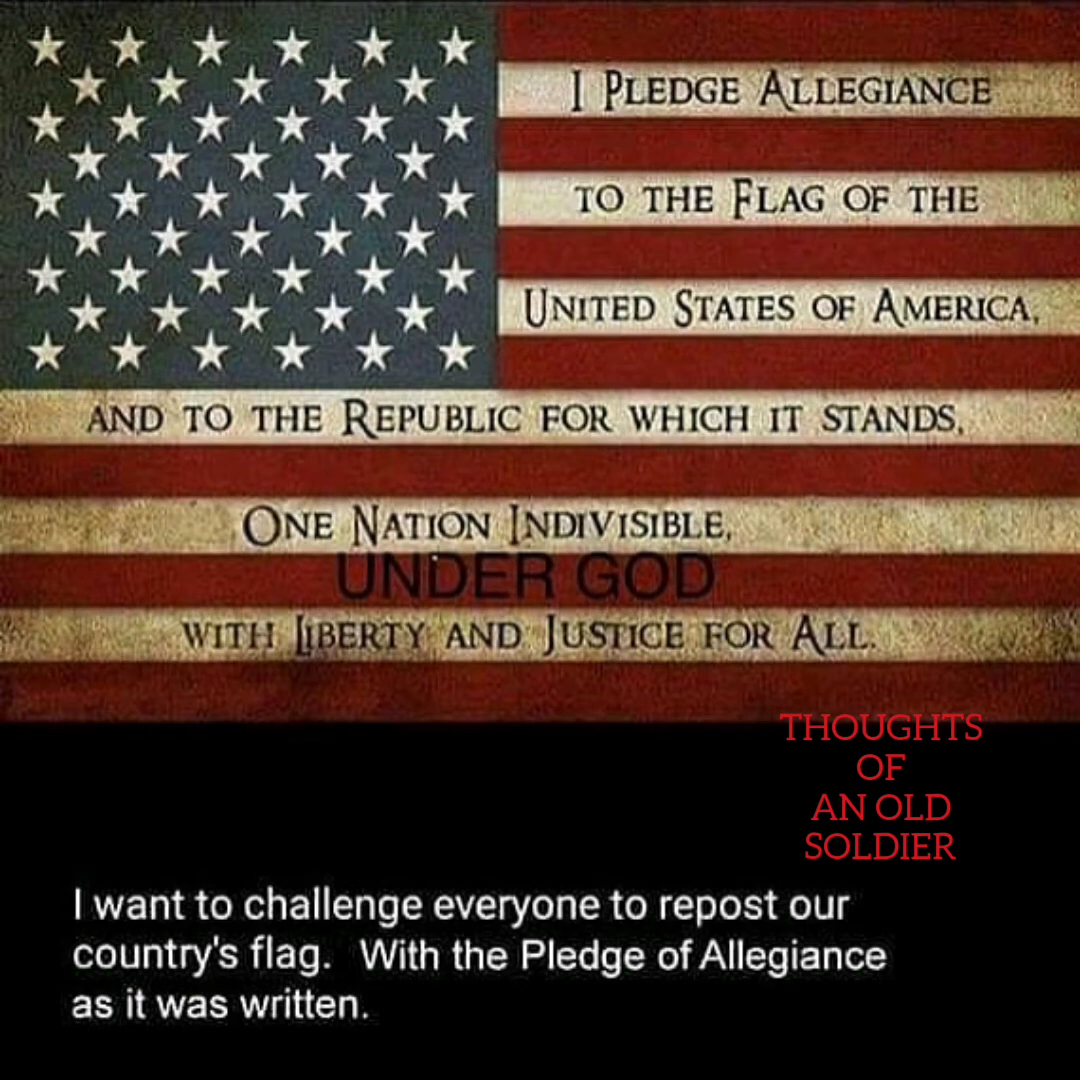 I PLEDGE ALLEGIANCE
TO THE FLAG OF THE
UNITED STATES OF AMERICA,
AND TO THE REPUBLIC FOR WHICH IT STANDS,
ONE NATION INDIVISIBLE,
UNDER GOD
WITH LIBERTY AND JUSTICE FOR ALL.
THOUGHTS
OF
AN OLD
SOLDIER
I want to challenge everyone to repost our
country's flag. With the Pledge of Allegiance
as it was written.